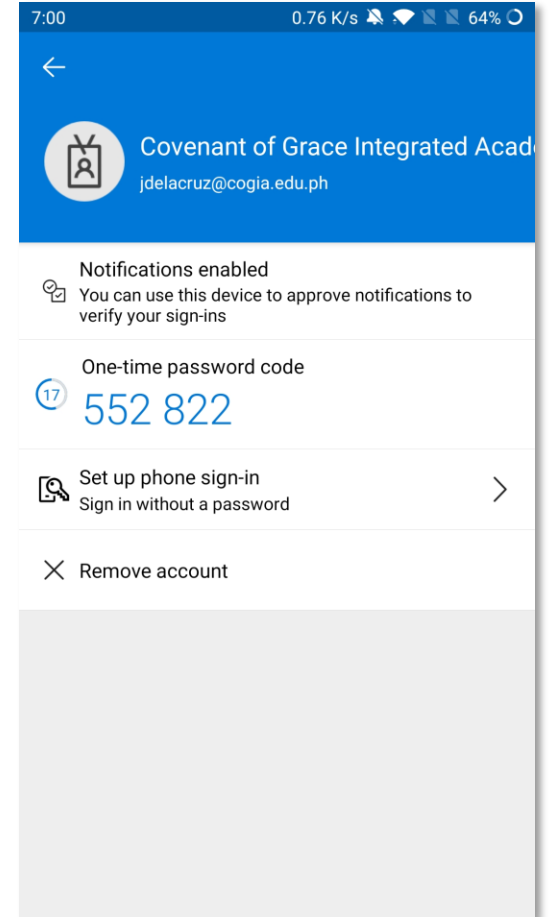 7:00 0.76 K/s 64%
Covenant of Grace Integrated
jdelacruz@cogia.edu.ph
Notifications enabled
You can use this device to approve notifications to
verify your sign-ins
One-time password code
17
552 822
Set up phone sign-in
Sign in without a password
Remove account